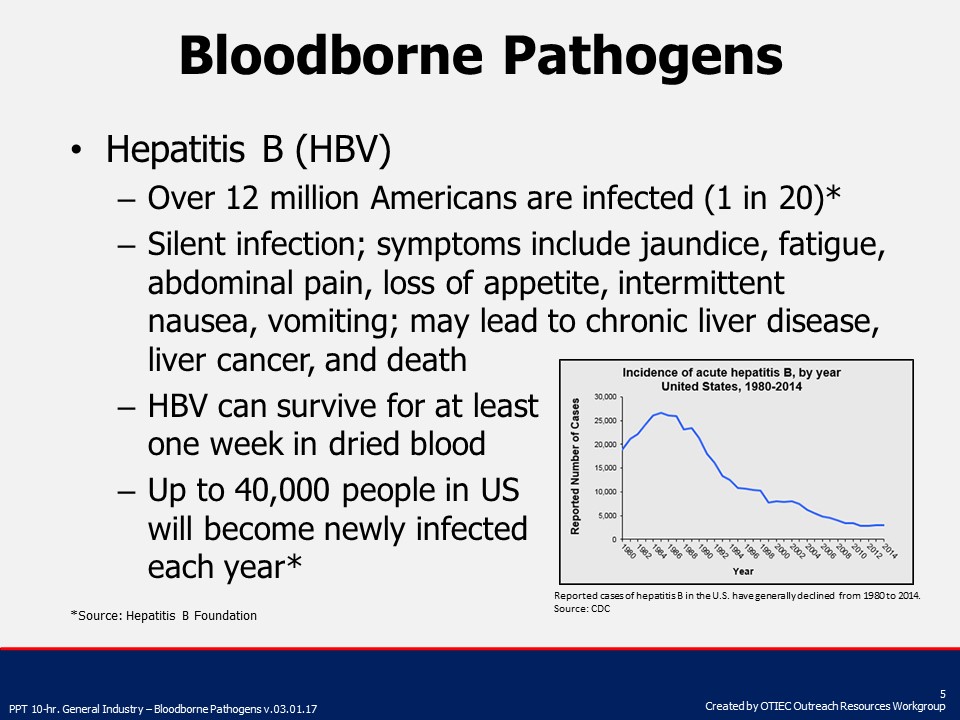 Bloodborne Pathogens
• Hepatitis B (HBV)
– Over 12 million Americans are infected (1 in 20)*
– Silent infection; symptoms include jaundice, fatigue,
abdominal pain, loss of appetite, intermittent
nausea, vomiting; may lead to chronic liver disease,
liver cancer, and death
– HBV can survive for at least
one week in dried blood
– Up to 40,000 people in US
will become newly infected
each year*
*Source: Hepatitis B Foundation
Incidence of acute hepatitis B, by year
United States, 1980-2014
Reported Number of Cases
30,000
25,000
20,000
15,000
10,000
5,000
0
1980 1982 1984 1986 1988 1990 1992 1994 1996 1998 2000 2002 2004 2006 2008 2010 2012 2014
Year
Reported cases of hepatitis B in the U.S. have generally declined from 1980 to 2014.
Source: CDC
5
PPT 10-hr. General Industry – Bloodborne Pathogens v.03.01.17
Created by OTIEC Outreach Resources Workgroup